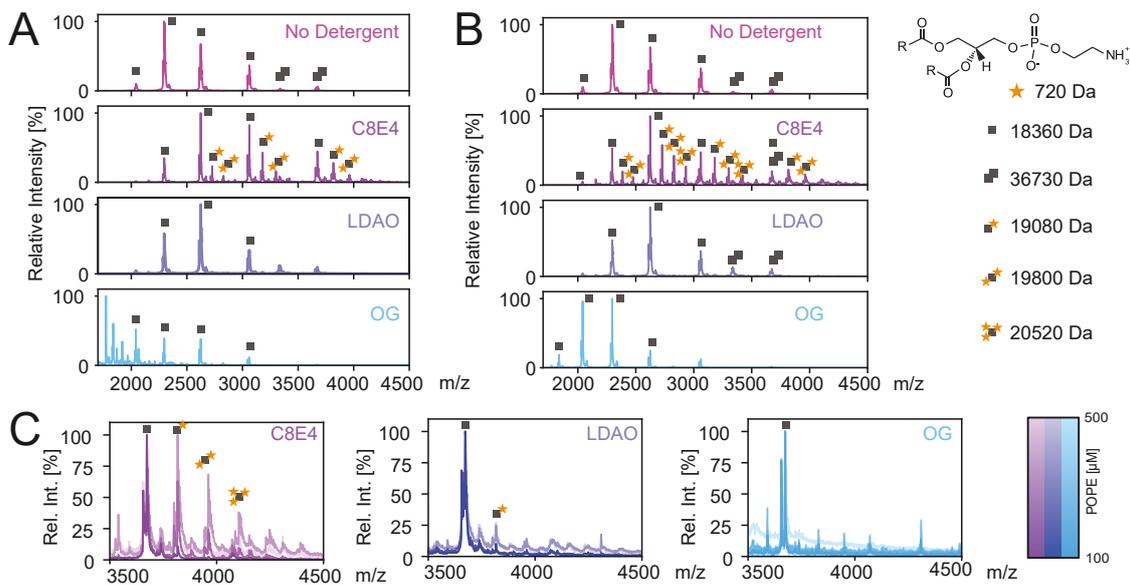 A
Relative Intensity [%]
100
0
No Detergent
100
0
C8E4
100
0
LDAO
100
0
OG
2000 2500 3000 3500 4000 4500 m/z
B
Relative Intensity [%]
100
0
No Detergent
100
0
C8E4
100
0
LDAO
100
0
OG
2000 2500 3000 3500 4000 4500 m/z
O
R
O
O
R
O
H
O
P
O
O-
O
NH3+
720 Da
18360 Da
36730 Da
19080 Da
19800 Da
20520 Da
C
Rel. Int. [%]
100
75
50
25
0
C8E4
3500 4000 4500 m/z
Rel. Int. [%]
100
75
50
25
0
LDAO
3500 4000 4500 m/z
Rel. Int. [%]
100
75
50
25
0
OG
3500 4000 4500 m/z
500
POPE [µM]
100